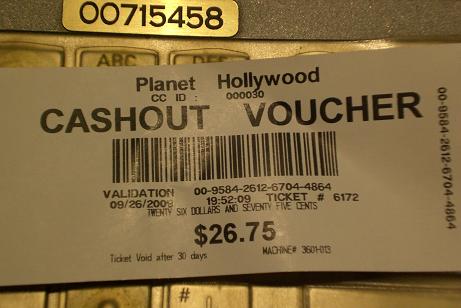 00715458
ABC DEF
Planet Hollywood
CC ID : 000030
CASHOUT VOUCHER
VALIDATION 00-9584-2612-6704-4864
09/26/2009 19:52:09 TICKET # 6172
TWENTY SIX DOLLARS AND SEVENTY FIVE CENTS
$26.75
Ticket Void after 30 days MACHINE# 3601-013
00-9584-2612-6704-4864
#